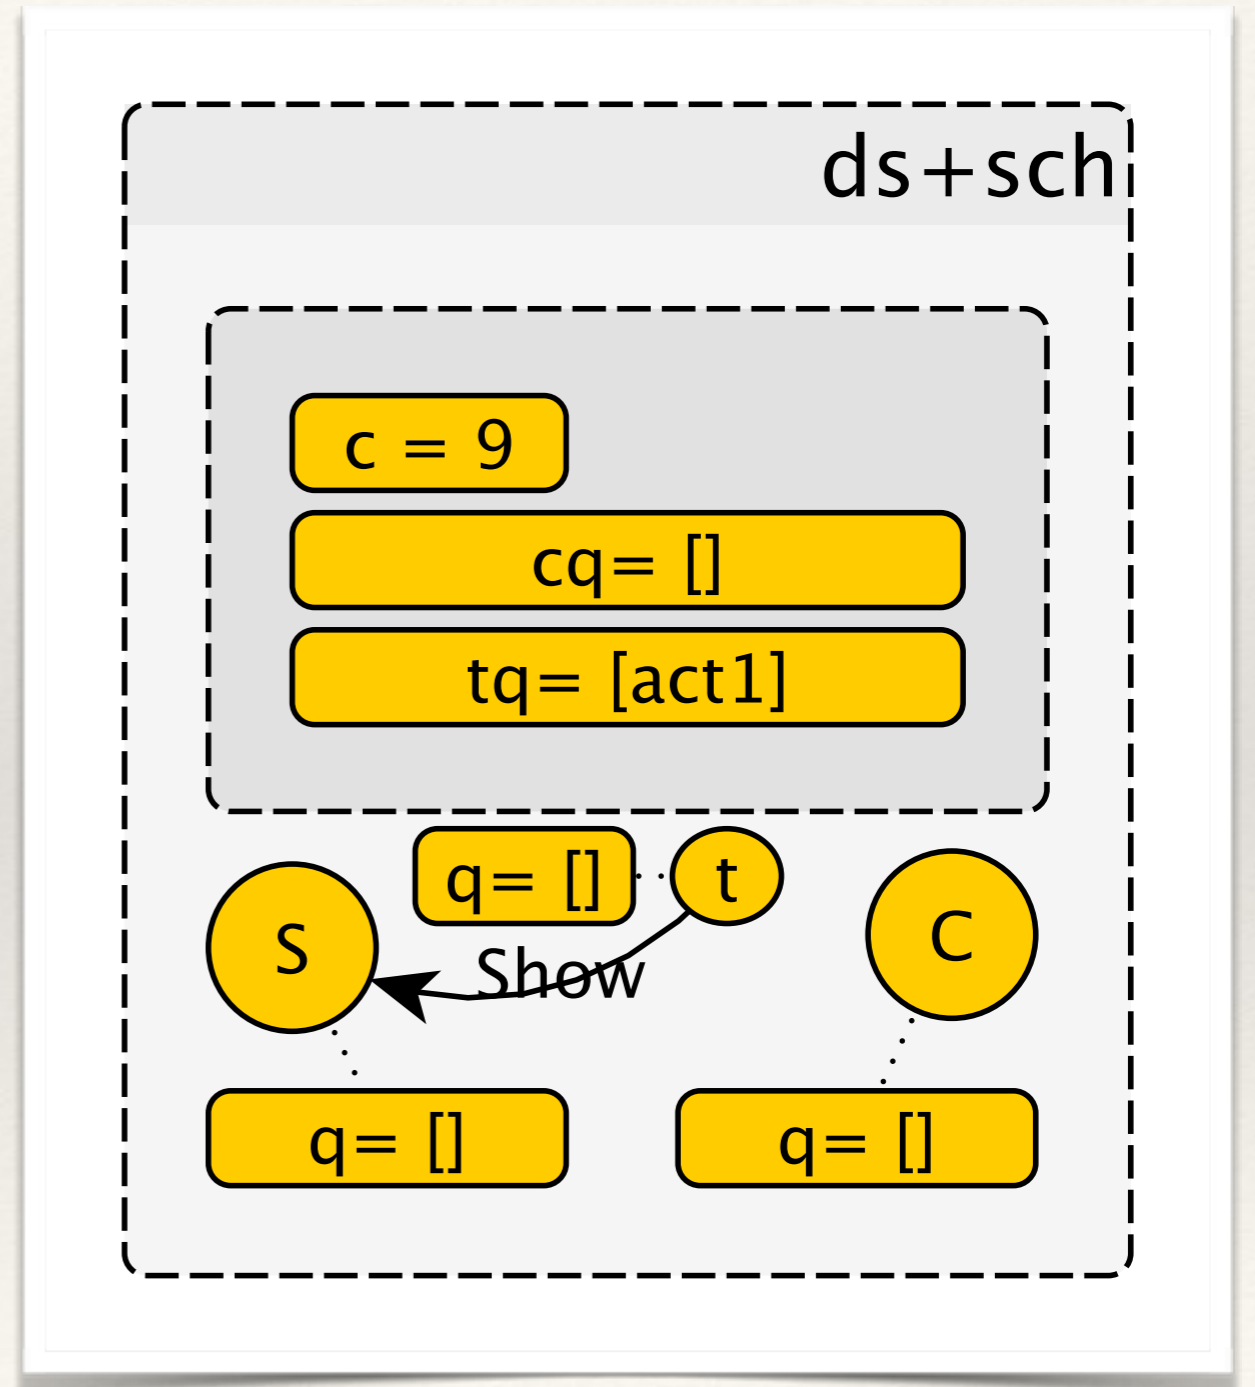 ds+sch
c = 9
cq= []
tq= [act1]
q= []
t
S
C
Show
q= []
q= []